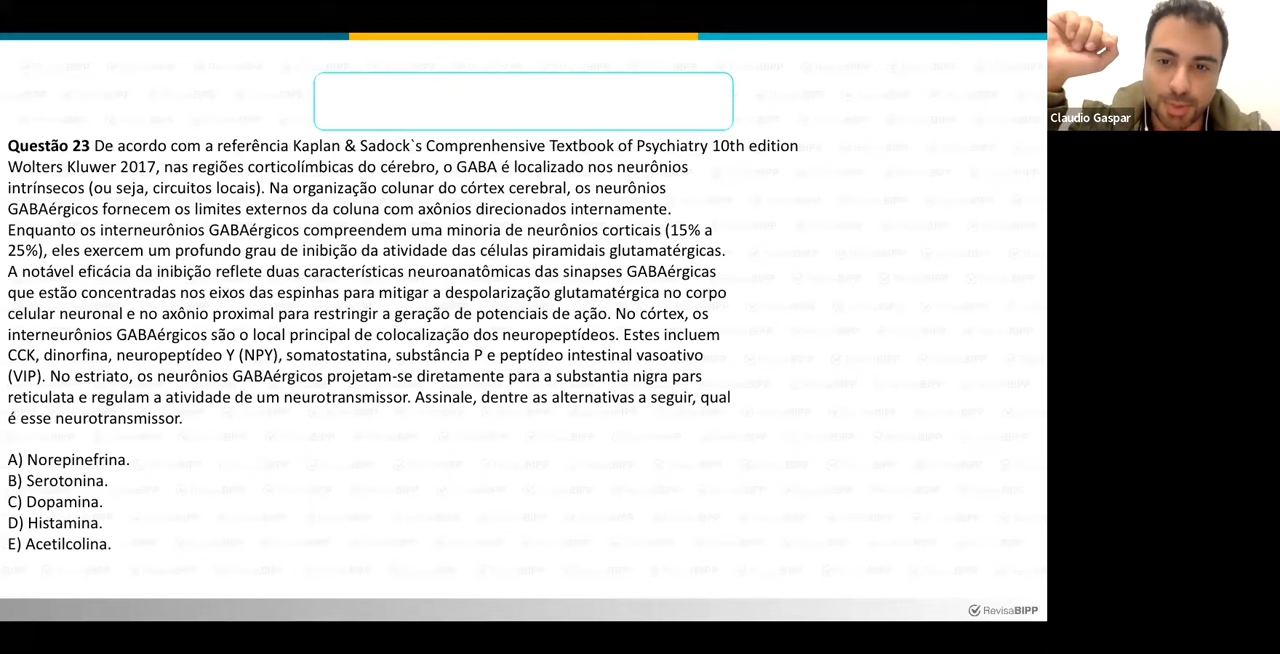 Questão 23 De acordo com a referência Kaplan & Sadock`s Comprenhensive Textbook of Psychiatry 10th edition
Wolters Kluwer 2017, nas regiões corticolímbicas do cérebro, o GABA é localizado nos neurônios
intrínsecos (ou seja, circuitos locais). Na organização colunar do córtex cerebral, os neurônios
GABAérgicos fornecem os limites externos da coluna com axônios direcionados internamente.
Enquanto os interneurônios GABAérgicos compreendem uma minoria de neurônios corticais (15% a
25%), eles exercem um profundo grau de inibição da atividade das células piramidais glutamatérgicas.
A notável eficácia da inibição reflete duas características neuroanatômicas das sinapses GABAérgicas
que estão concentradas nos eixos das espinhas para mitigar a despolarização glutamatérgica no corpo
celular neuronal e no axônio proximal para restringir a geração de potenciais de ação. No córtex, os
interneurônios GABAérgicos são o local principal de colocalização dos neuropeptídeos. Estes incluem
CCK, dinorfina, neuropeptídeo Y (NPY), somatostatina, substância P e peptídeo intestinal vasoativo
(VIP). No estriato, os neurônios GABAérgicos projetam-se diretamente para a substantia nigra pars
reticulata e regulam a atividade de um neurotransmissor. Assinale, dentre as alternativas a seguir, qual
é esse neurotransmissor.
A) Norepinefrina.
B) Serotonina.
C) Dopamina.
D) Histamina.
E) Acetilcolina.
Claudio Gaspar
RevisaBIPP